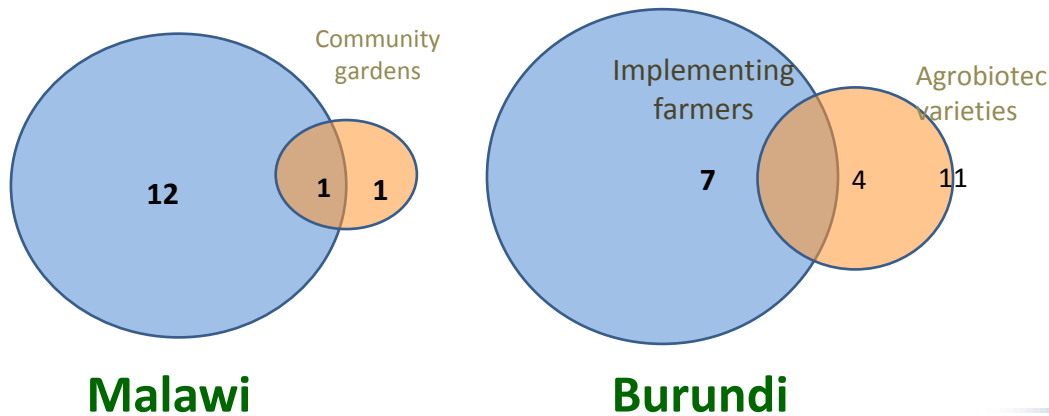 Community
gardens
12
1
1
Malawi
Implementing
farmers
Agrobiotec
varieties
7
4
11
Burundi